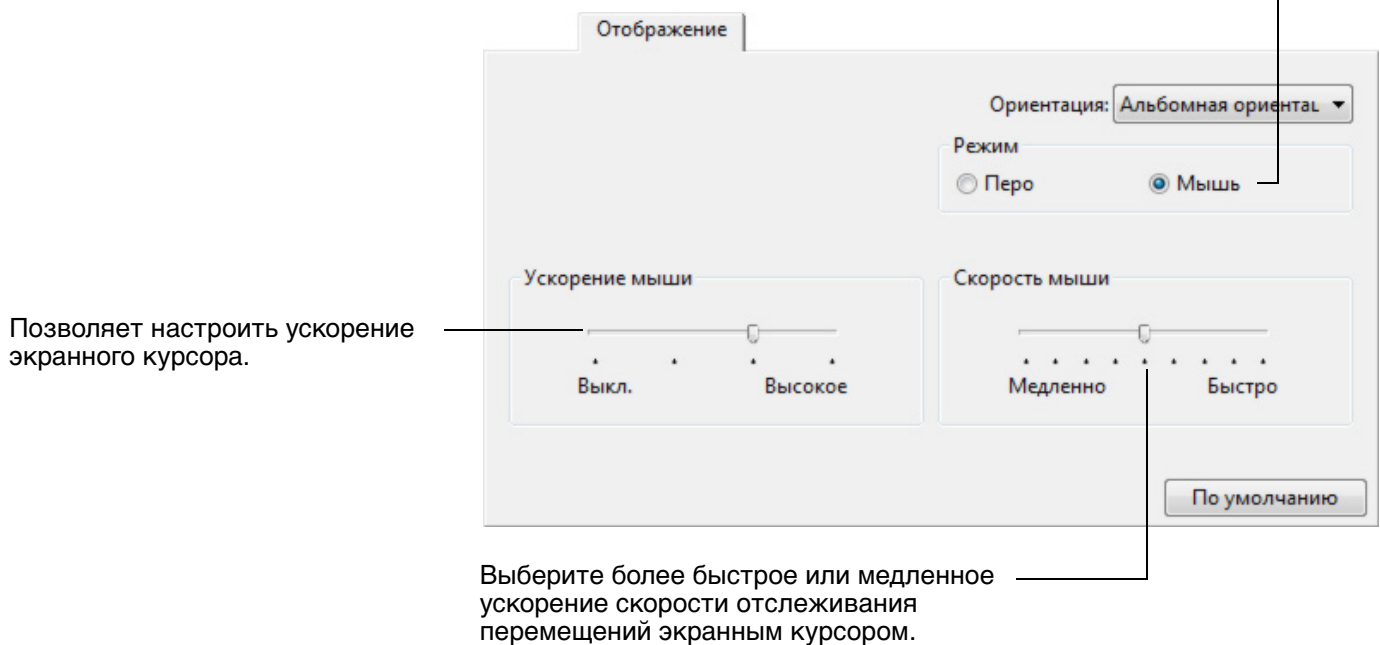 Отображение
Ориентация: Альбомная ориентац
Режим
Перо Мышь
Ускорение мыши
Скорость мыши
Позволяет настроить ускорение
экранного курсора.
Выкл. Высокое
Медленно Быстро
По умолчанию
Выберите более быстрое или медленное
ускорение скорости отслеживания
перемещений экранным курсором.